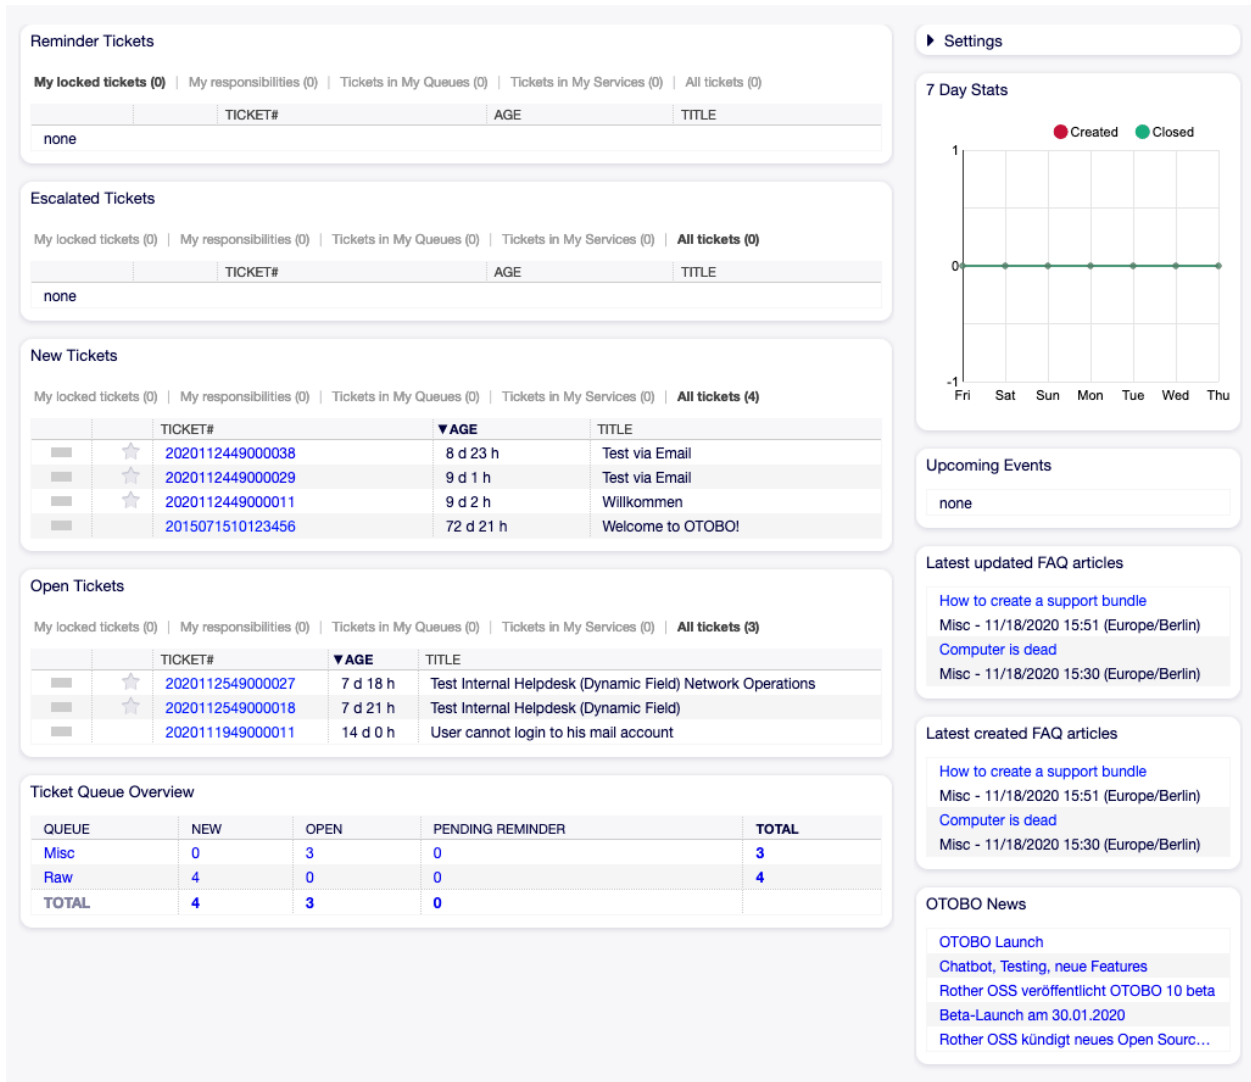 Reminder Tickets
My locked tickets (0) | My responsibilities (0) | Tickets in My Queues (0) | Tickets in My Services (0) | All tickets (0)
TICKET# AGE TITLE
none
Escalated Tickets
My locked tickets (0) | My responsibilities (0) | Tickets in My Queues (0) | Tickets in My Services (0) | All tickets (0)
TICKET# AGE TITLE
none
New Tickets
My locked tickets (0) | My responsibilities (0) | Tickets in My Queues (0) | Tickets in My Services (0) | All tickets (4)
TICKET# ▼AGE TITLE
2020112449000038 8 d 23 h Test via Email
2020112449000029 9 d 1 h Test via Email
2020112449000011 9 d 2 h Willkommen
2015071510123456 72 d 21 h Welcome to OTOBO!
Open Tickets
My locked tickets (0) | My responsibilities (0) | Tickets in My Queues (0) | Tickets in My Services (0) | All tickets (3)
TICKET# ▼AGE TITLE
2020112549000027 7 d 18 h Test Internal Helpdesk (Dynamic Field) Network Operations
2020112549000018 7 d 21 h Test Internal Helpdesk (Dynamic Field)
2020111949000011 14 d 0 h User cannot login to his mail account
Ticket Queue Overview
QUEUE NEW OPEN PENDING REMINDER TOTAL
Misc 0 3 0 3
Raw 4 0 0 4
TOTAL 4 3 0
Settings
7 Day Stats
Created Closed
1
0
-1
Fri Sat Sun Mon Tue Wed Thu
Upcoming Events
none
Latest updated FAQ articles
How to create a support bundle
Misc - 11/18/2020 15:51 (Europe/Berlin)
Computer is dead
Misc - 11/18/2020 15:30 (Europe/Berlin)
Latest created FAQ articles
How to create a support bundle
Misc - 11/18/2020 15:51 (Europe/Berlin)
Computer is dead
Misc - 11/18/2020 15:30 (Europe/Berlin)
OTOBO News
OTOBO Launch
Chatbot, Testing, neue Features
Rother OSS veröffentlicht OTOBO 10 beta
Beta-Launch am 30.01.2020
Rother OSS kündigt neues Open Sourc...